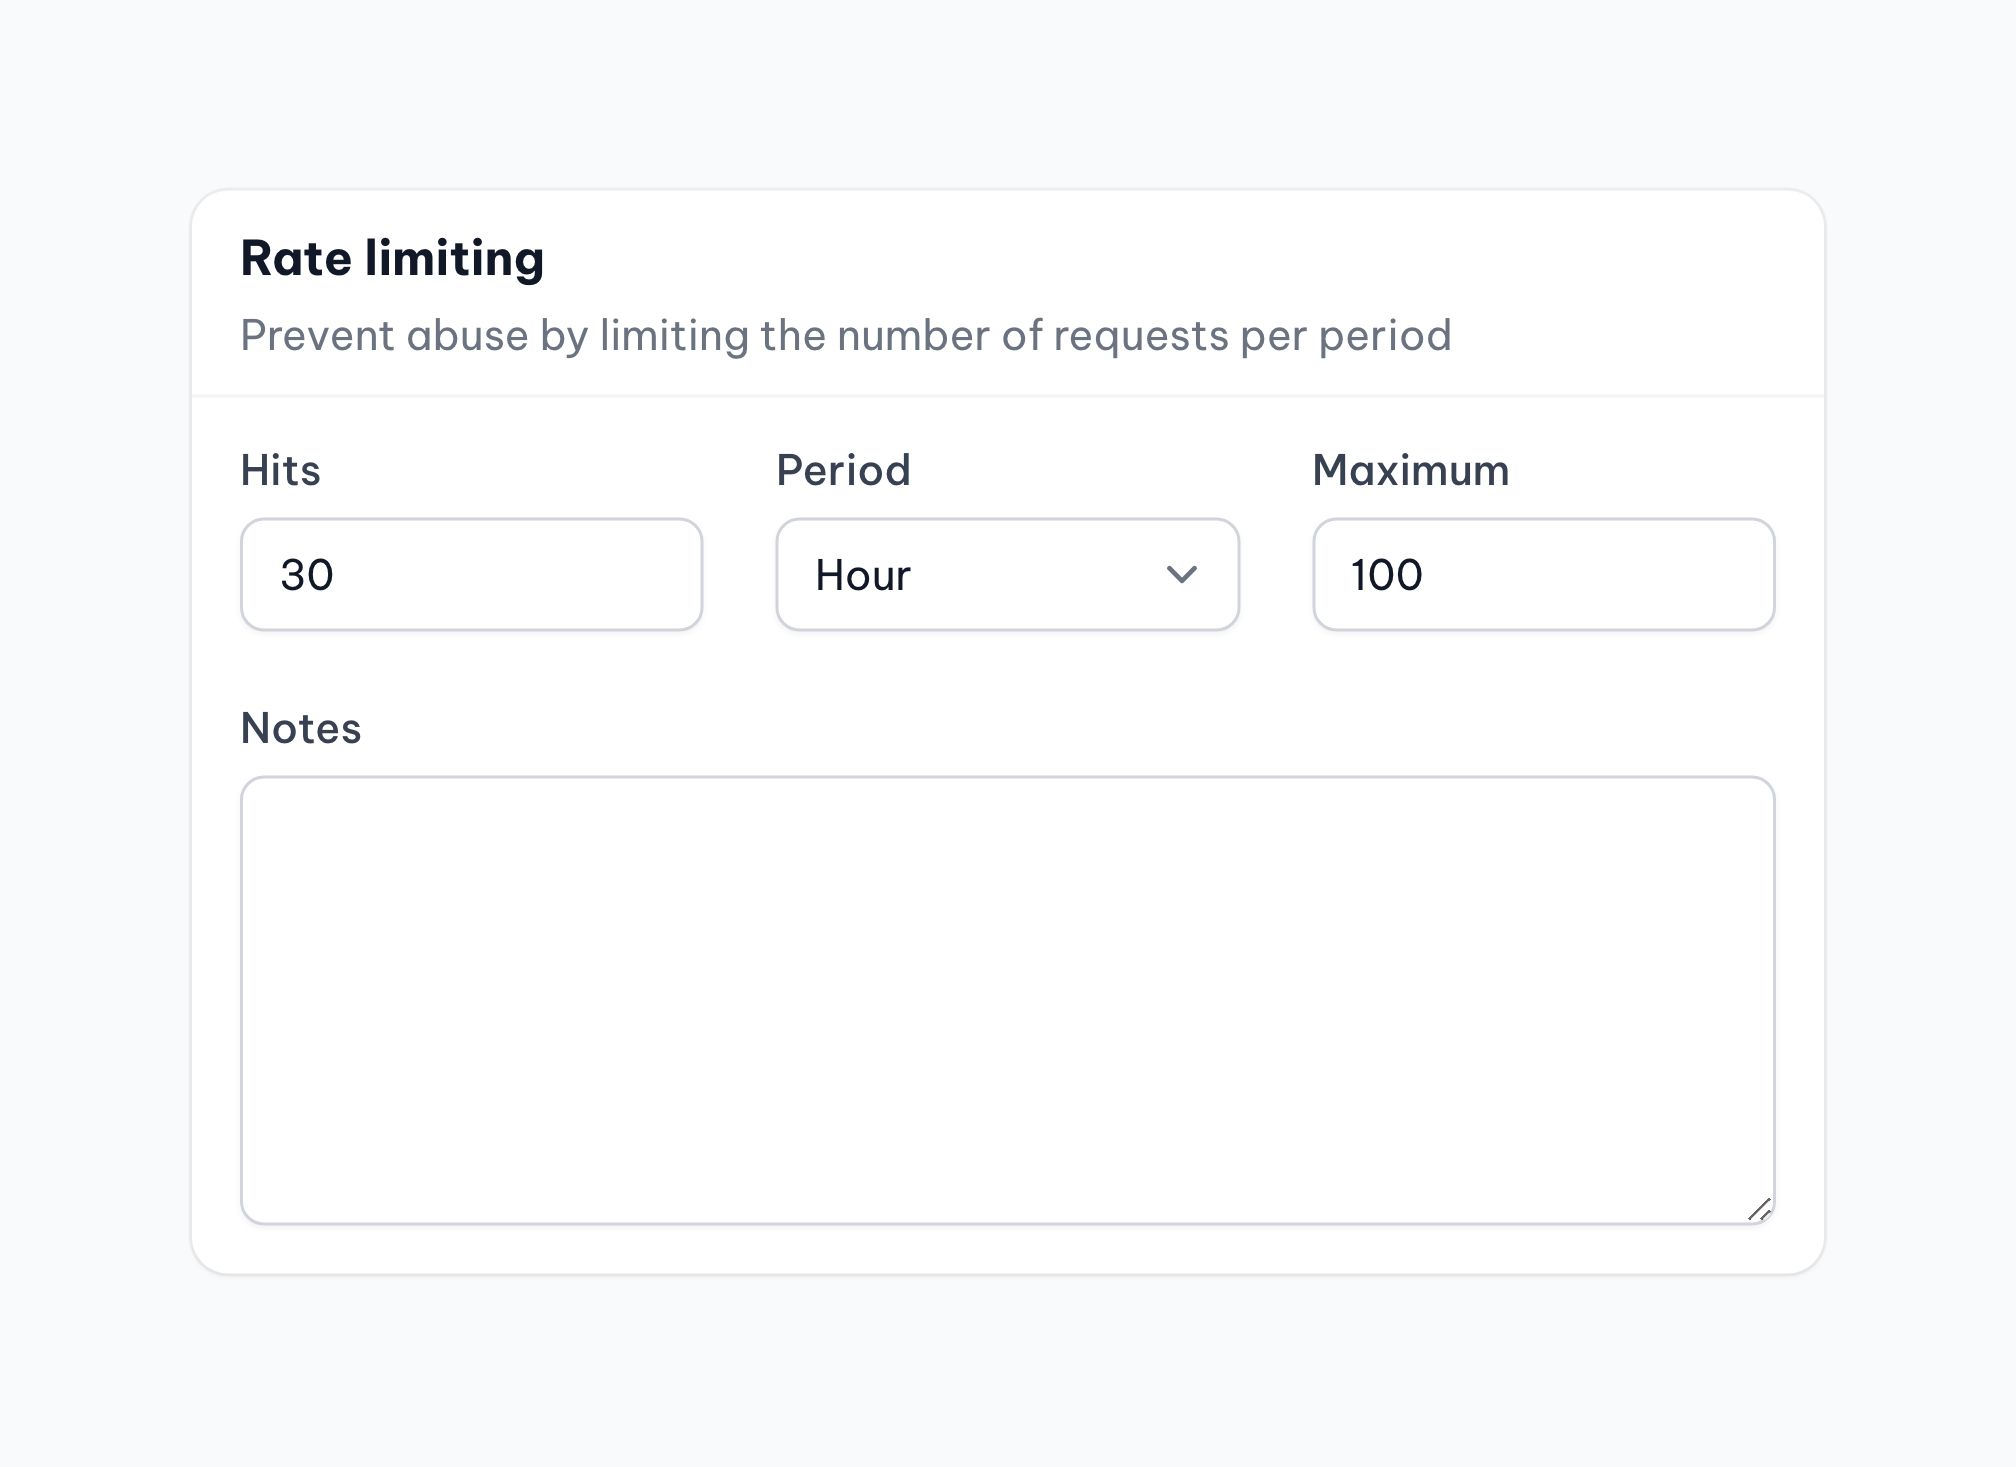 Rate limiting
Prevent abuse by limiting the number of requests per period
Hits
Period
Maximum
30
Hour
100
Notes